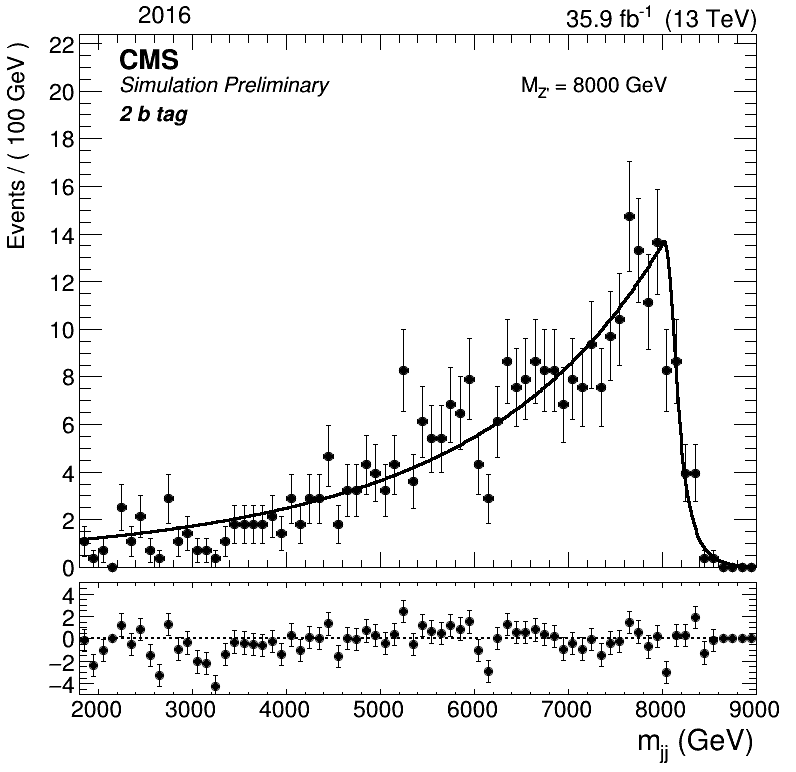 2016 35.9 fb⁻¹ (13 TeV)
CMS
Simulation Preliminary
2 b tag
M_Z' = 8000 GeV
Events / ( 100 GeV )
22
20
18
16
14
12
10
8
6
4
2
0
4
2
0
−2
−4
2000 3000 4000 5000 6000 7000 8000 9000
m_jj (GeV)